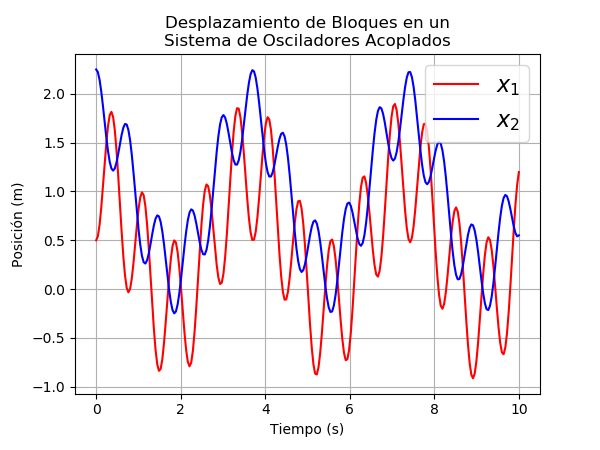 Desplazamiento de Bloques en un
Sistema de Osciladores Acoplados
x₁
x₂
2.0
1.5
1.0
0.5
0.0
−0.5
−1.0
Posición (m)
0 2 4 6 8 10
Tiempo (s)